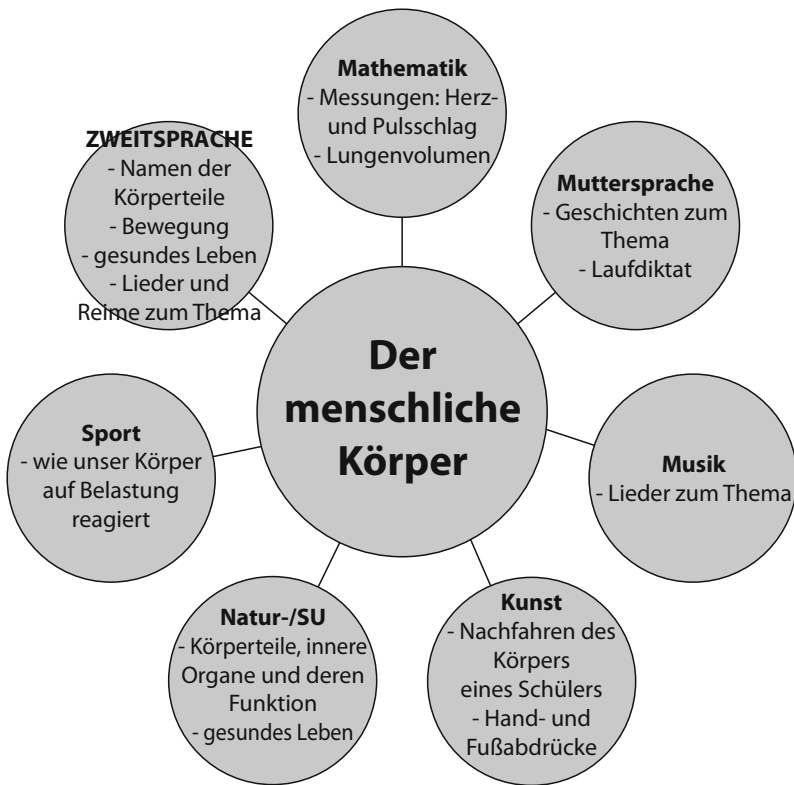 Mathematik
- Messungen: Herz-
und Pulsschlag
- Lungenvolumen
ZWEITSPRACHE
- Namen der
Körperteile
- Bewegung
- gesundes Leben
- Lieder und
Reime zum Thema
Muttersprache
- Geschichten zum
Thema
- Laufdiktat
Der
menschliche
Körper
Sport
- wie unser Körper
auf Belastung
reagiert
Musik
- Lieder zum Thema
Natur-/SU
- Körperteile, innere
Organe und deren
Funktion
- gesundes Leben
Kunst
- Nachfahren des
Körpers
eines Schülers
- Hand- und
Fußabdrücke